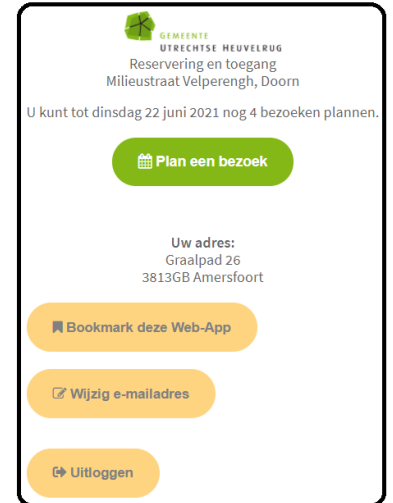 GEMEENTE
UTRECHTSE HEUVELRUG
Reservering en toegang
Milieustraat Velperengh, Doorn
U kunt tot dinsdag 22 juni 2021 nog 4 bezoeken plannen.
Plan een bezoek
Uw adres:
Graalpad 26
3813GB Amersfoort
Bookmark deze Web-App
Wijzig e-mailadres
Uitloggen